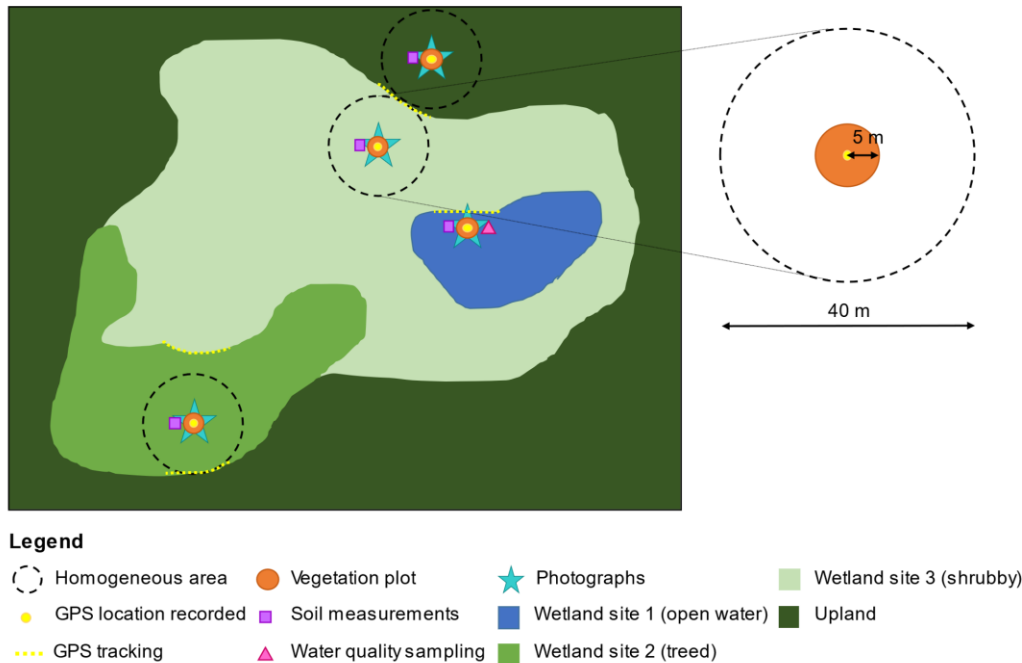 5 m
40 m
Legend
Homogeneous area
Vegetation plot
Photographs
Wetland site 3 (shrubby)
GPS location recorded
Soil measurements
Wetland site 1 (open water)
Upland
GPS tracking
Water quality sampling
Wetland site 2 (treed)